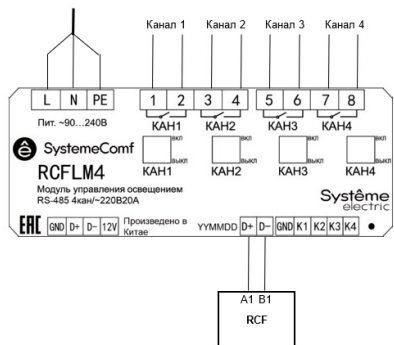 Канал 1 Канал 2 Канал 3 Канал 4
L N PE 1 2 3 4 5 6 7 8
Пит. ~90...240В КАН1 КАН2 КАН3 КАН4
вкл вкл вкл вкл
ê SystemeComf
выкл выкл выкл выкл
RCFLM4 КАН1 КАН2 КАН3 КАН4
Модуль управления освещением
RS-485 4кан/~220В20А
Système
electric
EAC GND D+ D- 12V Произведено в
Китае
YYMMDD D+ D- GND K1 K2 K3 K4
A1 B1
RCF